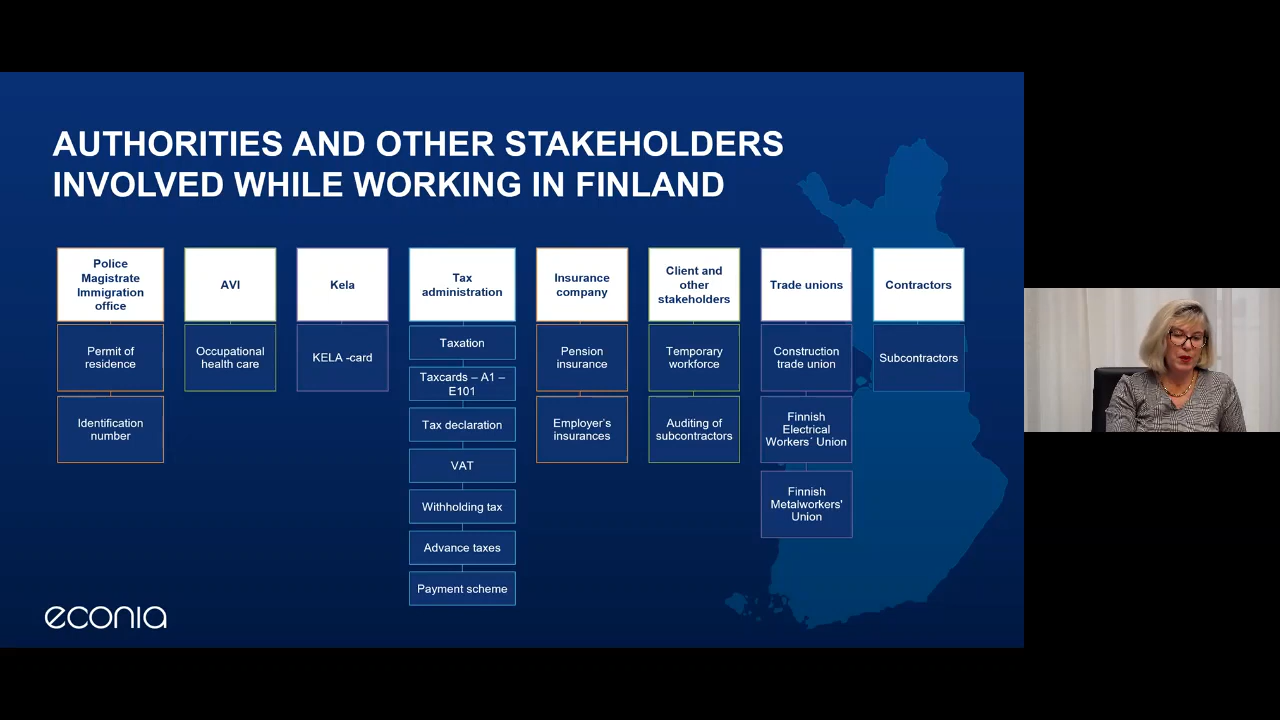 AUTHORITIES AND OTHER STAKEHOLDERS
INVOLVED WHILE WORKING IN FINLAND
Police
Magistrate
Immigration
office
Permit of
residence
Identification
number
AVI
Occupational
health care
Kela
KELA -card
Tax
administration
Taxation
Taxcards – A1 –
E101
Tax declaration
VAT
Withholding tax
Advance taxes
Payment scheme
Insurance
company
Pension
insurance
Employer's
insurances
Client and
other
stakeholders
Temporary
workforce
Auditing of
subcontractors
Trade unions
Construction
trade union
Finnish
Electrical
Workers´ Union
Finnish
Metalworkers'
Union
Contractors
Subcontractors
econia